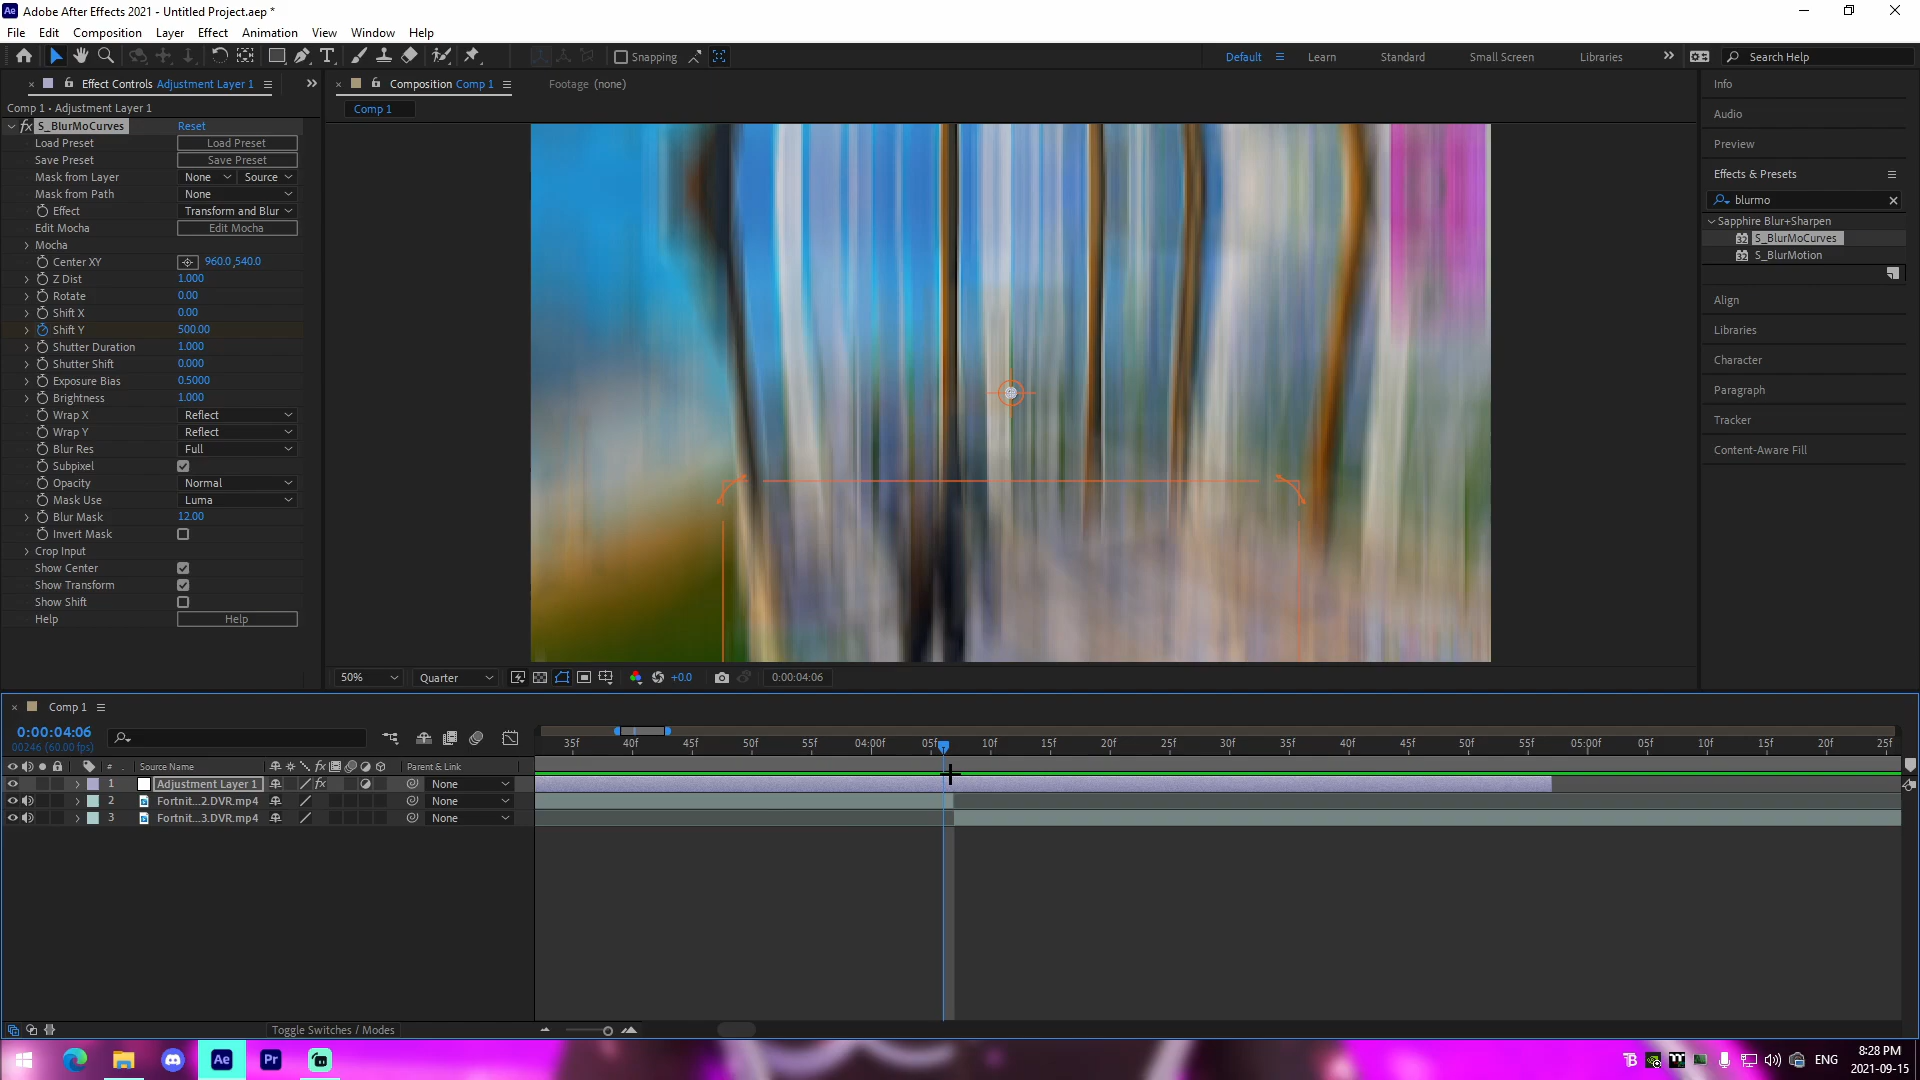 Adobe After Effects 2021 - Untitled Project.aep *
File Edit Composition Layer Effect Animation View Window Help
Snapping
Default Learn Standard Small Screen Libraries Search Help
Effect Controls Adjustment Layer 1
Comp 1 • Adjustment Layer 1
fx S_BlurMoCurves Reset
Load Preset Load Preset
Save Preset Save Preset
Mask from Layer None Source
Mask from Path None
Effect Transform and Blur
Edit Mocha Edit Mocha
Mocha
Center XY 960.0,540.0
Z Dist 1.000
Rotate 0.00
Shift X 0.00
Shift Y 500.00
Shutter Duration 1.000
Shutter Shift 0.000
Exposure Bias 0.5000
Brightness 1.000
Wrap X Reflect
Wrap Y Reflect
Blur Res Full
Subpixel
Opacity Normal
Mask Use Luma
Blur Mask 12.00
Invert Mask
Crop Input
Show Center
Show Transform
Show Shift
Help Help
Composition Comp 1 Footage (none)
Comp 1
50% Quarter +0.0 0:00:04:06
Info
Audio
Preview
Effects & Presets
blurmo
Sapphire Blur+Sharpen
32 S_BlurMoCurves
32 S_BlurMotion
Align
Libraries
Character
Paragraph
Tracker
Content-Aware Fill
Comp 1
0:00:04:06
00246 (60.00 fps)
35f 40f 45f 50f 55f 04:00f 05f 10f 15f 20f 25f 30f 35f 40f 45f 50f 55f 05:00f 05f 10f 15f 20f 25f
# Source Name fx Parent & Link
1 Adjustment Layer 1 fx None
2 Fortnit...2.DVR.mp4 None
3 Fortnit...3.DVR.mp4 None
Toggle Switches / Modes
Ae Pr
ENG
8:28 PM
2021-09-15